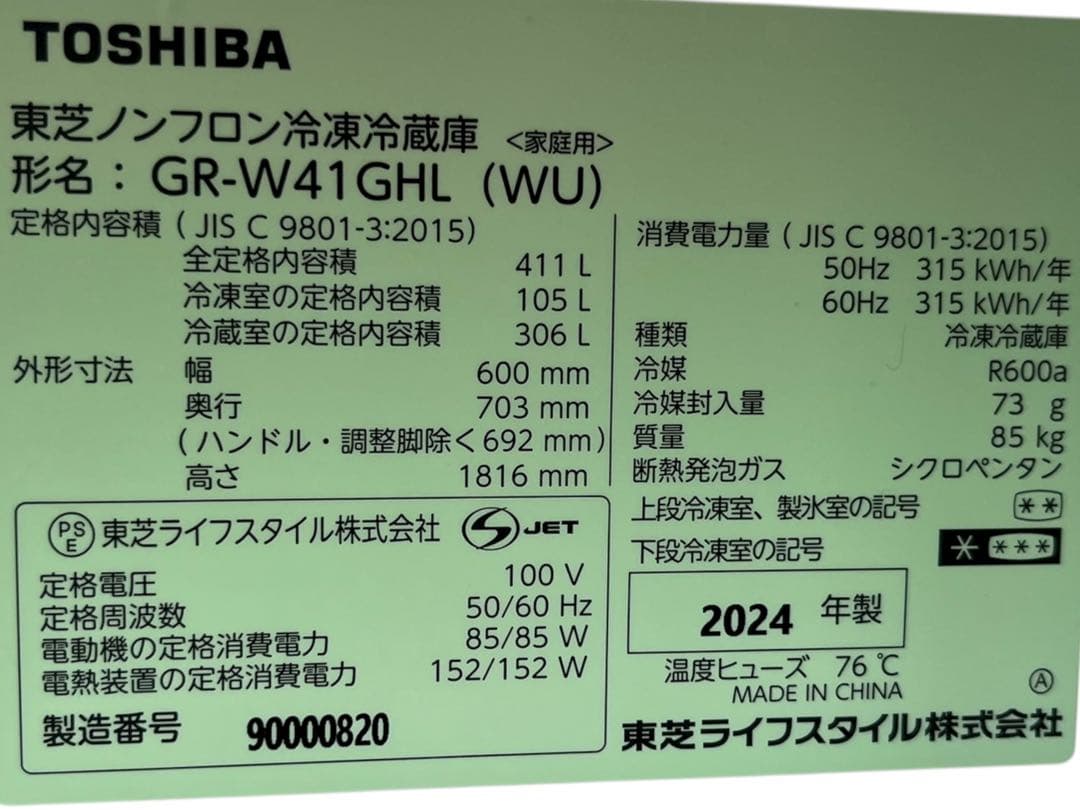 TOSHIBA
東芝ノンフロン冷凍冷蔵庫 <家庭用>
形名： GR-W41GHL (WU)
定格内容積 ( JIS C 9801-3:2015)
全定格内容積 411 L
冷凍室の定格内容積 105 L
冷蔵室の定格内容積 306 L
外形寸法 幅 600 mm
奥行 703 mm
( ハンドル・調整脚除く692 mm)
高さ 1816 mm
PS E 東芝ライフスタイル株式会社 S JET
定格電圧 100 V
定格周波数 50/60 Hz
電動機の定格消費電力 85/85 W
電熱装置の定格消費電力 152/152 W
製造番号 90000820
消費電力量 ( JIS C 9801-3:2015)
50Hz 315 kWh/年
60Hz 315 kWh/年
種類 冷凍冷蔵庫
冷媒 R600a
冷媒封入量 73 g
質量 85 kg
断熱発泡ガス シクロペンタン
上段冷凍室、製氷室の記号 **
下段冷凍室の記号 * ***
2024 年製
温度ヒューズ 76 ℃
MADE IN CHINA Ⓐ
東芝ライフスタイル株式会社